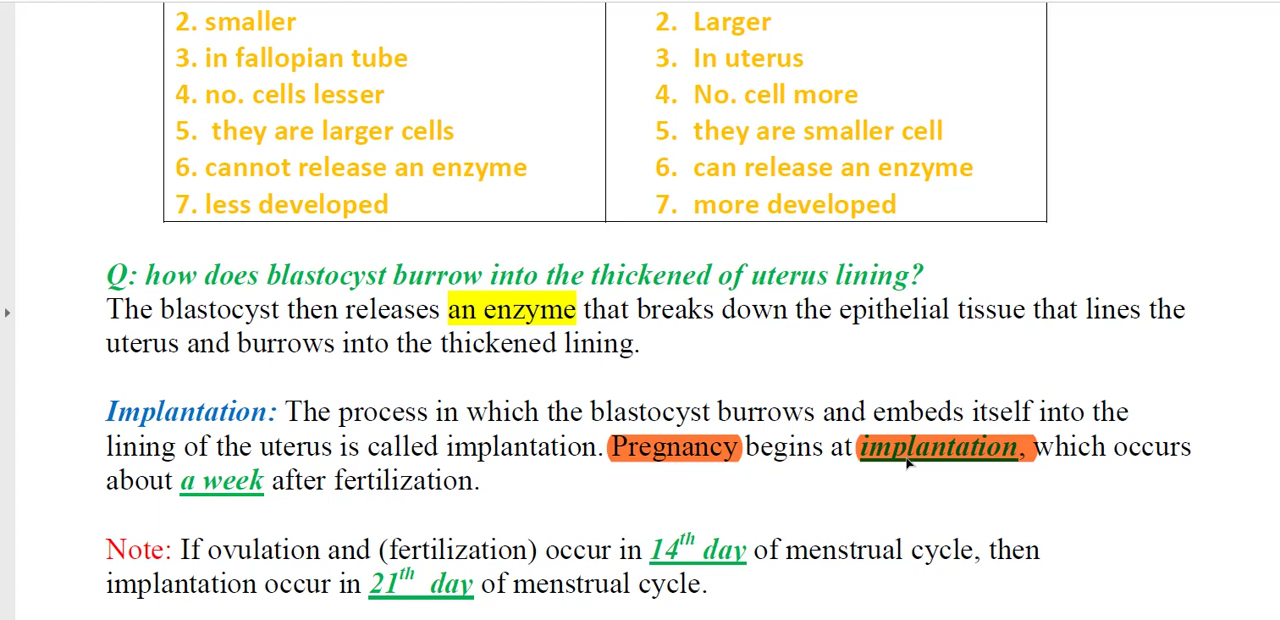 2. smaller
2. Larger
3. in fallopian tube
3. In uterus
4. no. cells lesser
4. No. cell more
5. they are larger cells
5. they are smaller cell
6. cannot release an enzyme
6. can release an enzyme
7. less developed
7. more developed
Q: how does blastocyst burrow into the thickened of uterus lining?
The blastocyst then releases an enzyme that breaks down the epithelial tissue that lines the
uterus and burrows into the thickened lining.
Implantation: The process in which the blastocyst burrows and embeds itself into the
lining of the uterus is called implantation. Pregnancy begins at implantation, which occurs
about a week after fertilization.
Note: If ovulation and (fertilization) occur in 14th day of menstrual cycle, then
implantation occur in 21th day of menstrual cycle.